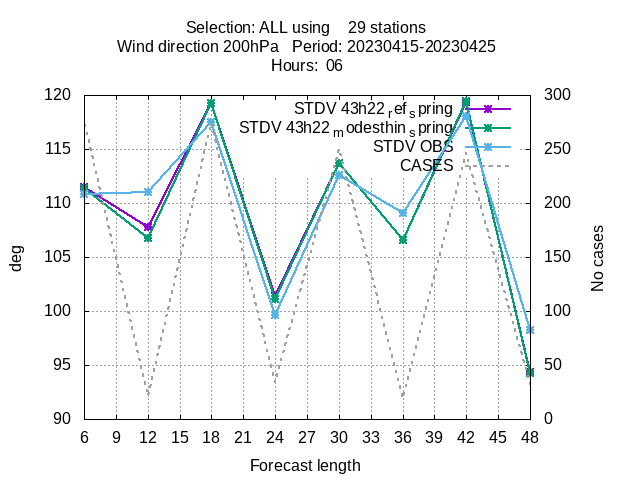 Selection: ALL using 29 stations
Wind direction 200hPa Period: 20230415-20230425
Hours: 06
120 300
STDV 43h22 ref spring
STDV 43h22 modesthin spring
115 STDV OBS 250
CASES
110 200
deg
105 150
No cases
100 100
95 50
90 0
6 9 12 15 18 21 24 27 30 33 36 39 42 45 48
Forecast length